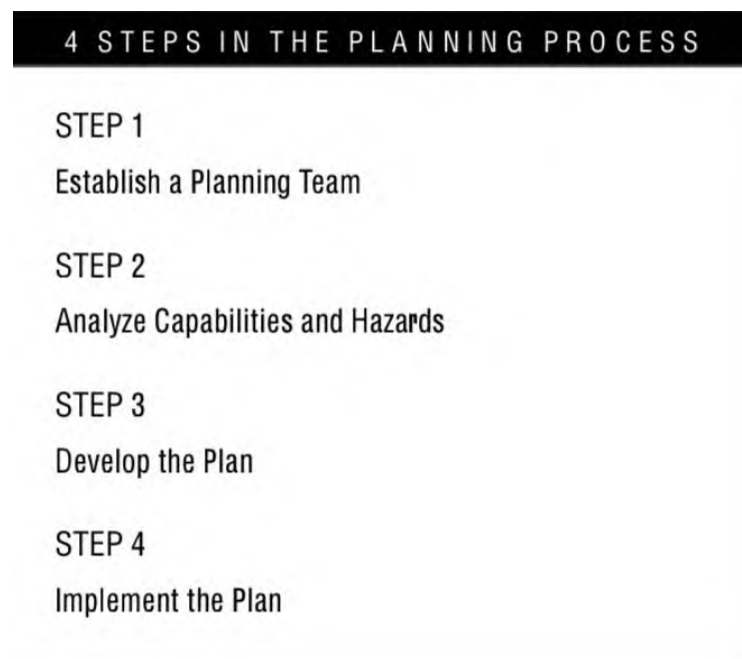 4 STEPS IN THE PLANNING PROCESS
STEP 1
Establish a Planning Team
STEP 2
Analyze Capabilities and Hazards
STEP 3
Develop the Plan
STEP 4
Implement the Plan